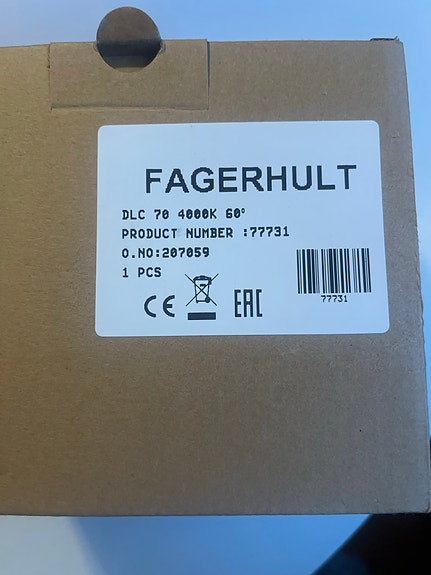 FAGERHULT
DLC 70 4000K 60°
PRODUCT NUMBER :77731
O.NO:207059
1 PCS
CE EAC
77731